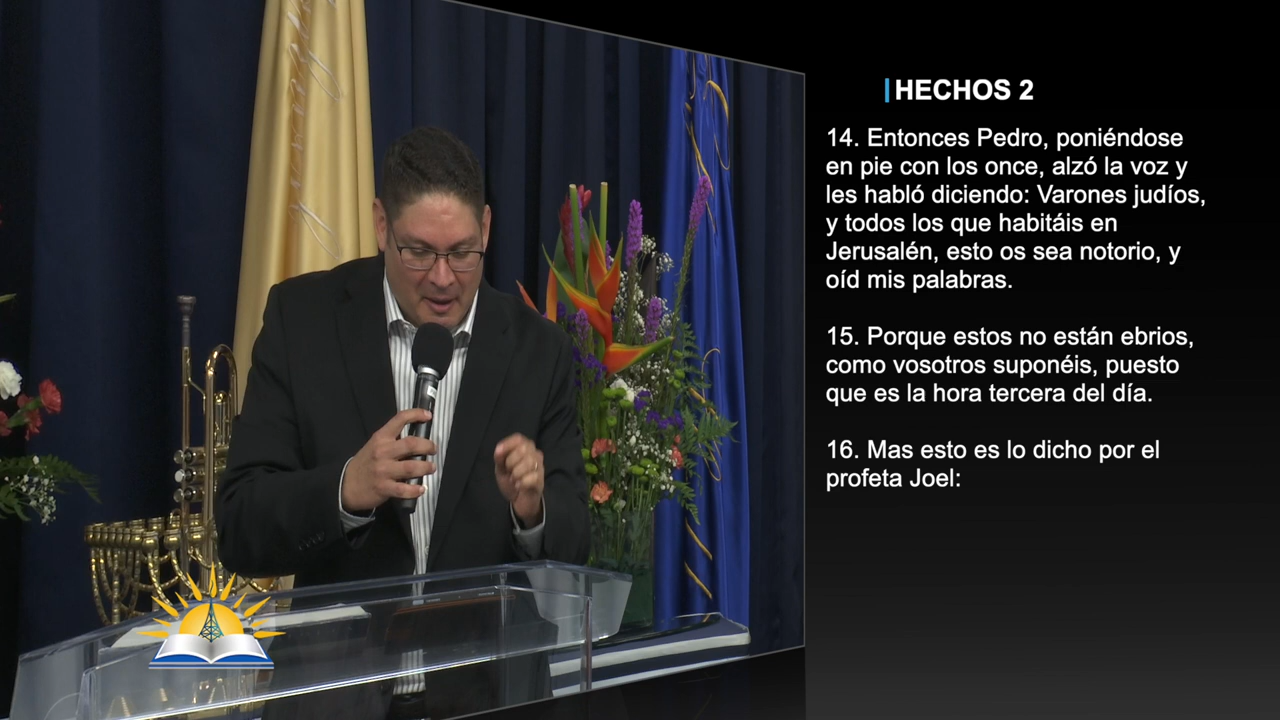 HECHOS 2
14. Entonces Pedro, poniéndose
en pie con los once, alzó la voz y
les habló diciendo: Varones judíos,
y todos los que habitáis en
Jerusalén, esto os sea notorio, y
oíd mis palabras.
15. Porque estos no están ebrios,
como vosotros suponéis, puesto
que es la hora tercera del día.
16. Mas esto es lo dicho por el
profeta Joel: